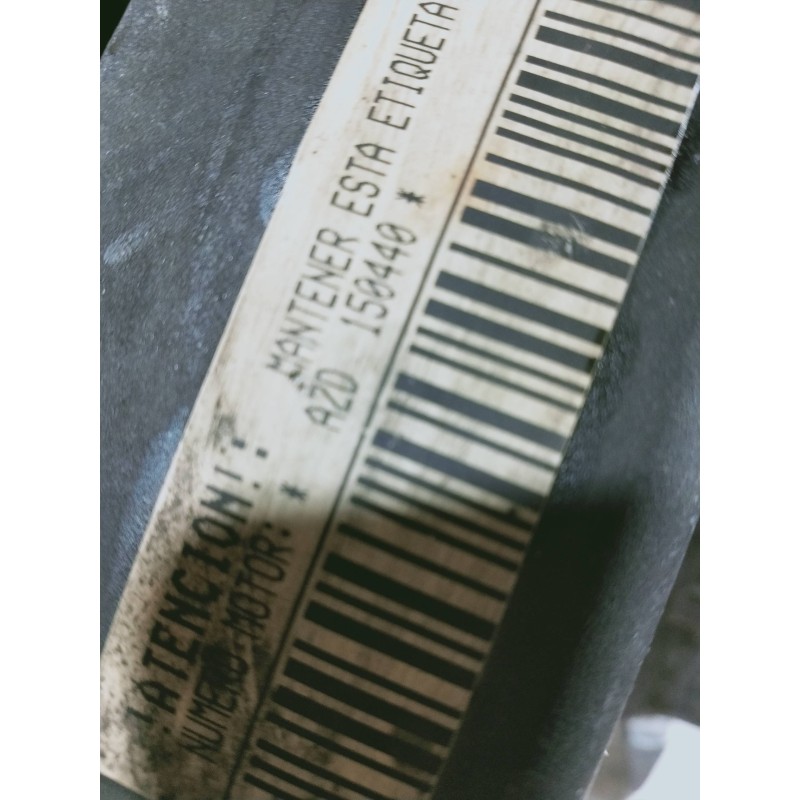 !ATENCION!: MANTENER ESTA ETIQUETA
NUMERO MOTOR: * AZD 150440 *